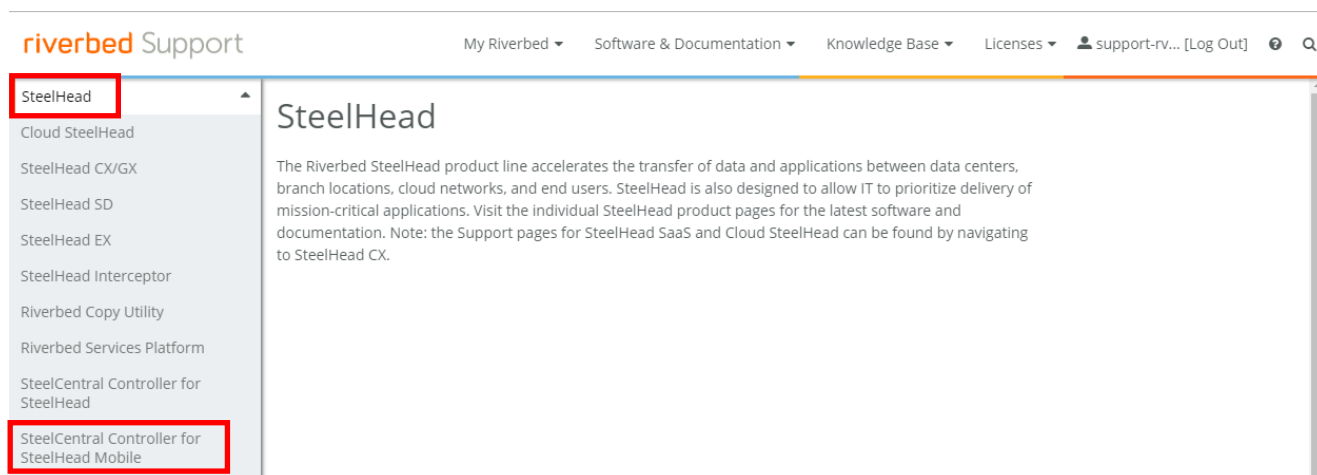 riverbed Support
My Riverbed
Software & Documentation
Knowledge Base
Licenses
support-rv... [Log Out]
SteelHead
Cloud SteelHead
SteelHead CX/GX
SteelHead SD
SteelHead EX
SteelHead Interceptor
Riverbed Copy Utility
Riverbed Services Platform
SteelCentral Controller for
SteelHead
SteelCentral Controller for
SteelHead Mobile
SteelHead
The Riverbed SteelHead product line accelerates the transfer of data and applications between data centers,
branch locations, cloud networks, and end users. SteelHead is also designed to allow IT to prioritize delivery of
mission-critical applications. Visit the individual SteelHead product pages for the latest software and
documentation. Note: the Support pages for SteelHead SaaS and Cloud SteelHead can be found by navigating
to SteelHead CX.